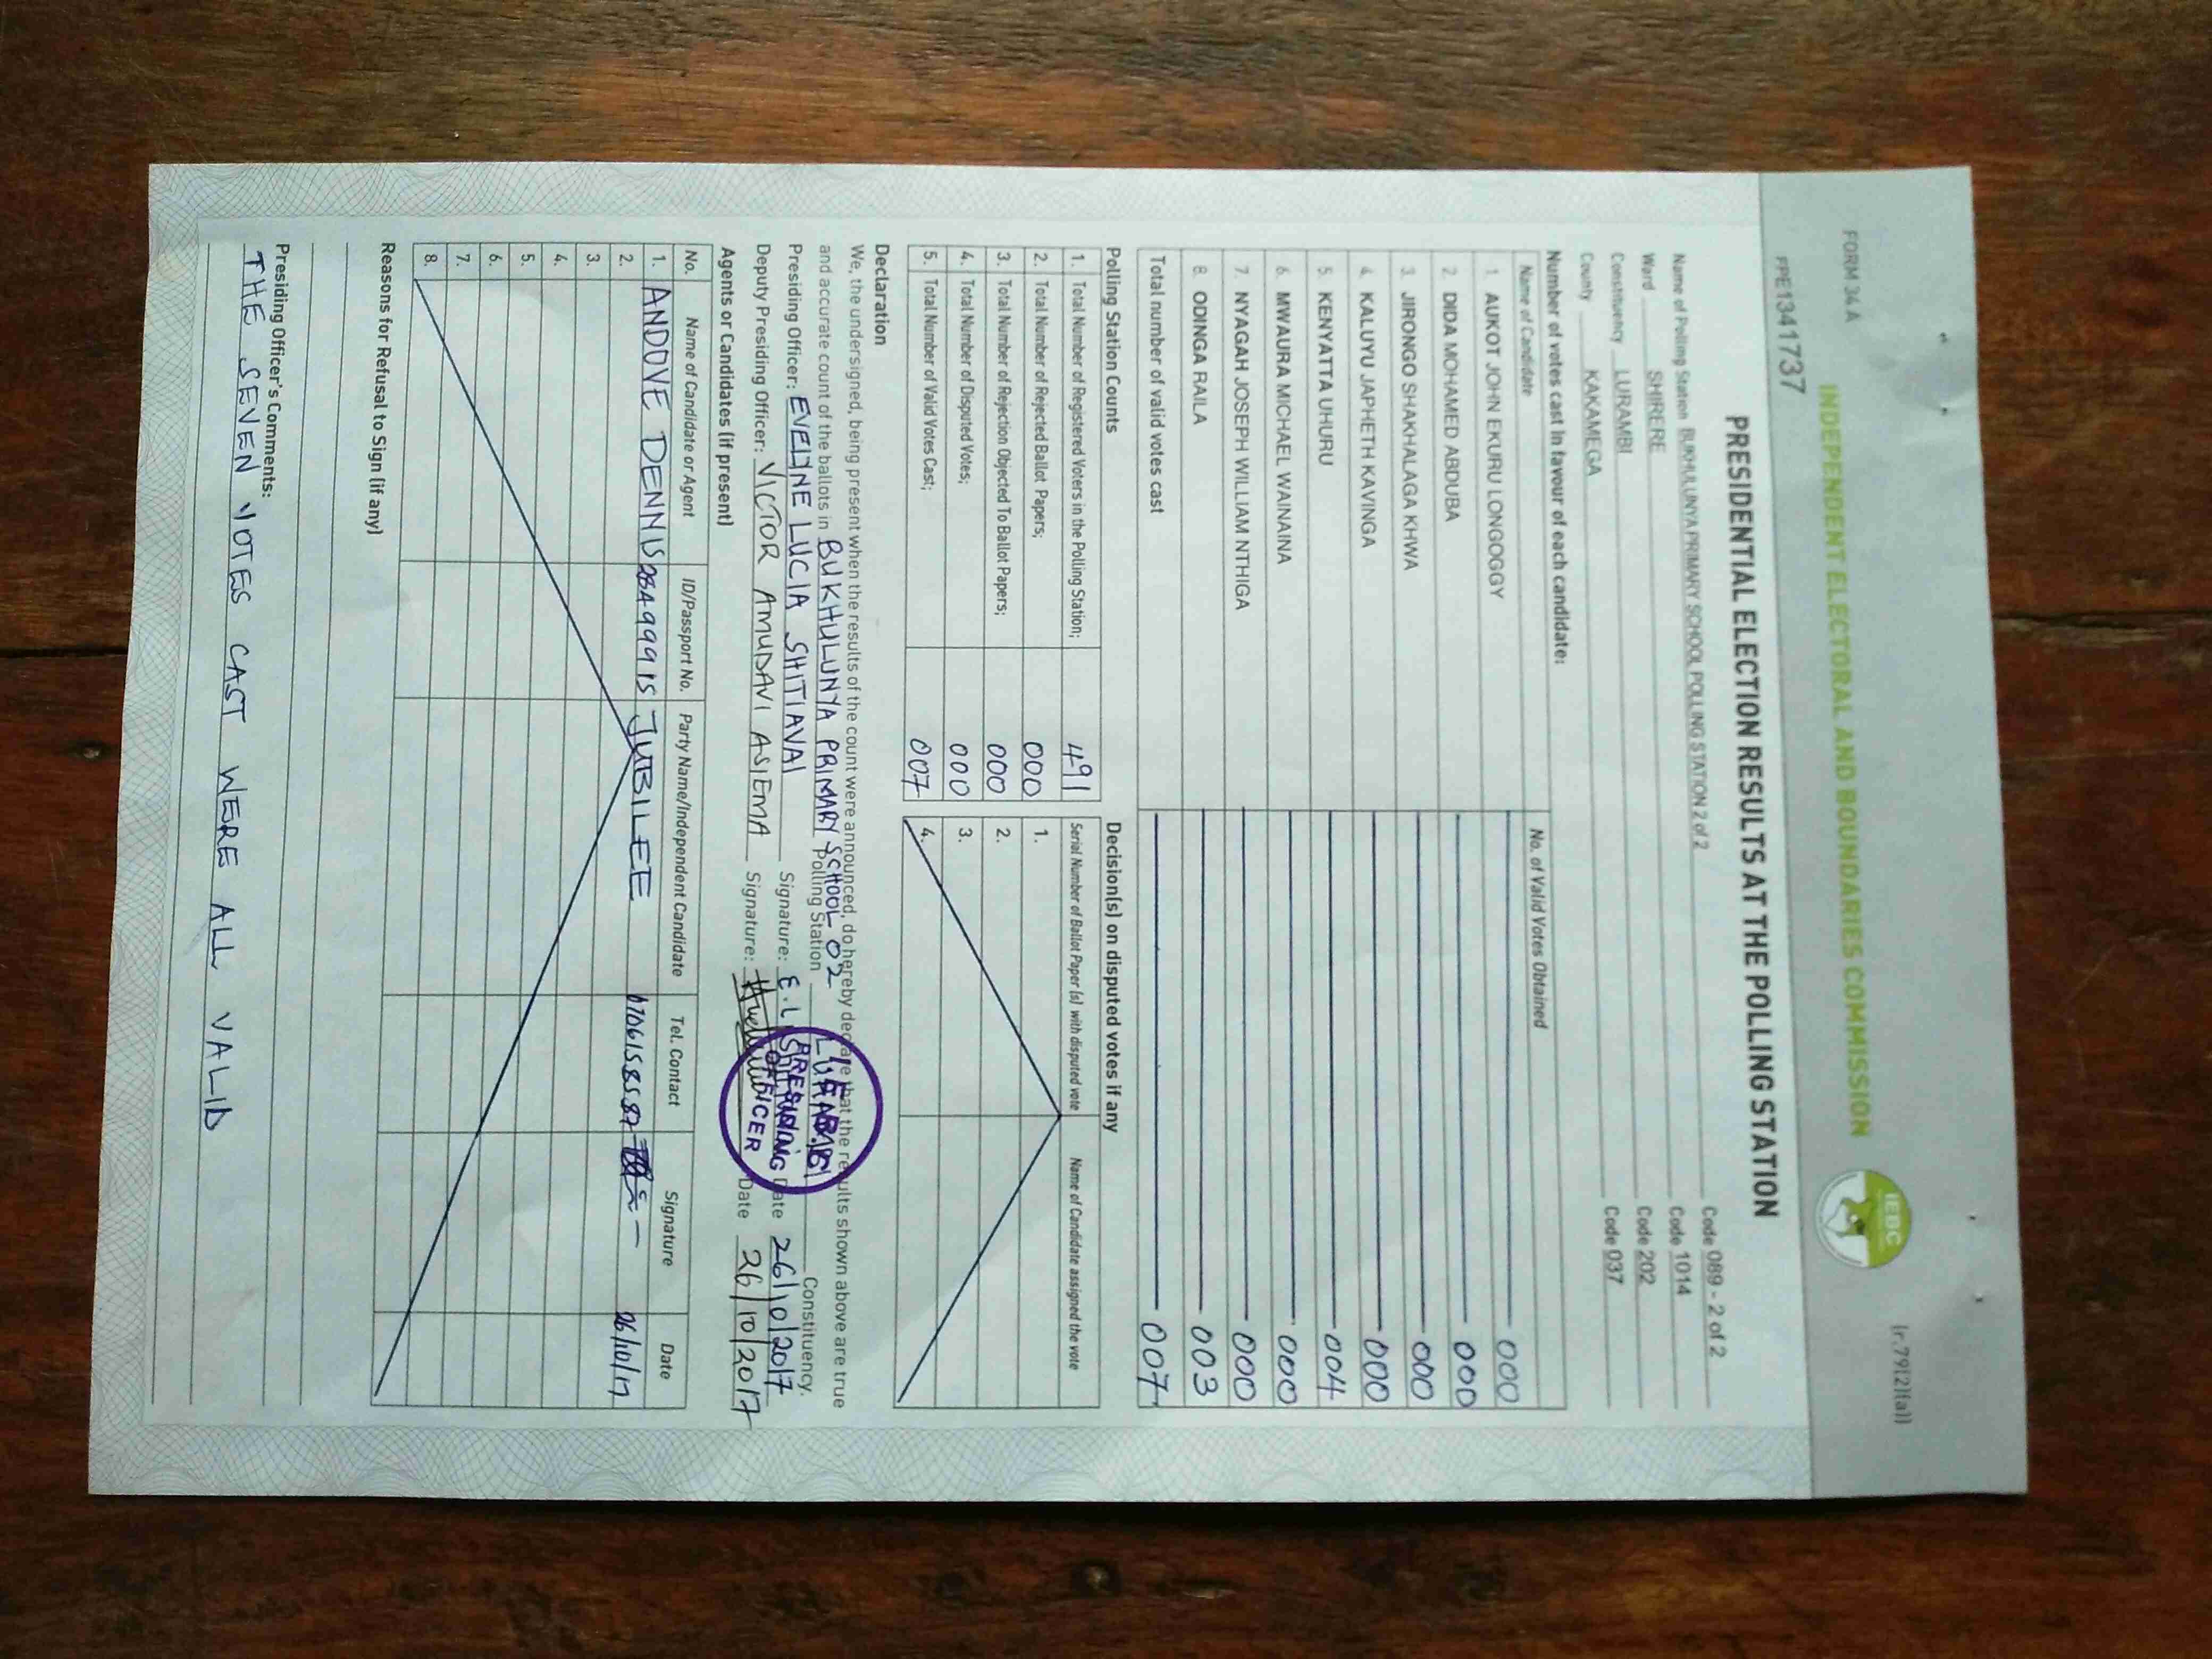 FORM 34A
(r.79(2)(a))
INDEPENDENT ELECTORAL AND BOUNDARIES COMMISSION
IEBC
FPE1341737
PRESIDENTIAL ELECTION RESULTS AT THE POLLING STATION
Name of Polling Station BUKHULUNYA PRIMARY SCHOOL POLLING STATION 2 of 2 Code 089 - 2 of 2
Ward SHIRERE Code 1014
Constituency LURAMBI Code 202
County KAKAMEGA Code 037
Number of votes cast in favour of each candidate:
Name of Candidate No. of Valid Votes Obtained
1. AUKOT JOHN EKURU LONGOGGY 000
2. DIDA MOHAMED ABDUBA 000
3. JIRONGO SHAKHALAGA KHWA 000
4. KALUYU JAPHETH KAVINGA 000
5. KENYATTA UHURU 004
6. MWAURA MICHAEL WAINAINA 000
7. NYAGAH JOSEPH WILLIAM NTHIGA 000
8. ODINGA RAILA 003
Total number of valid votes cast 007
Polling Station Counts
1. Total Number of Registered Voters in the Polling Station; 491
2. Total Number of Rejected Ballot Papers; 000
3. Total Number of Rejection Objected To Ballot Papers; 000
4. Total Number of Disputed Votes; 000
5. Total Number of Valid Votes Cast; 007
Decision(s) on disputed votes if any
Serial Number of Ballot Paper (s) with disputed vote Name of Candidate assigned the vote
1.
2.
3.
4.
Declaration
We, the undersigned, being present when the results of the count were announced, do hereby declare that the results shown above are true
and accurate count of the ballots in BUKHULUNYA PRIMARY SCHOOL 02 Polling Station LURAMBI Constituency.
Presiding Officer: EVELINE LUCIA SHITIAVAI Signature: Date 26/10/2017
Deputy Presiding Officer: VICTOR AMUDAVI ASIEMA Signature: Date 26/10/2017
PRESIDING
OFFICER
Agents or Candidates (if present)
No. Name of Candidate or Agent ID/Passport No. Party Name/Independent Candidate Tel. Contact Signature Date
1. ANDOVE DENNIS 28499915 JUBILEE 0706158587 26/10/17
2.
3.
4.
5.
6.
7.
8.
Reasons for Refusal to Sign (if any)
Presiding Officer's Comments:
THE SEVEN VOTES CAST WERE ALL VALID